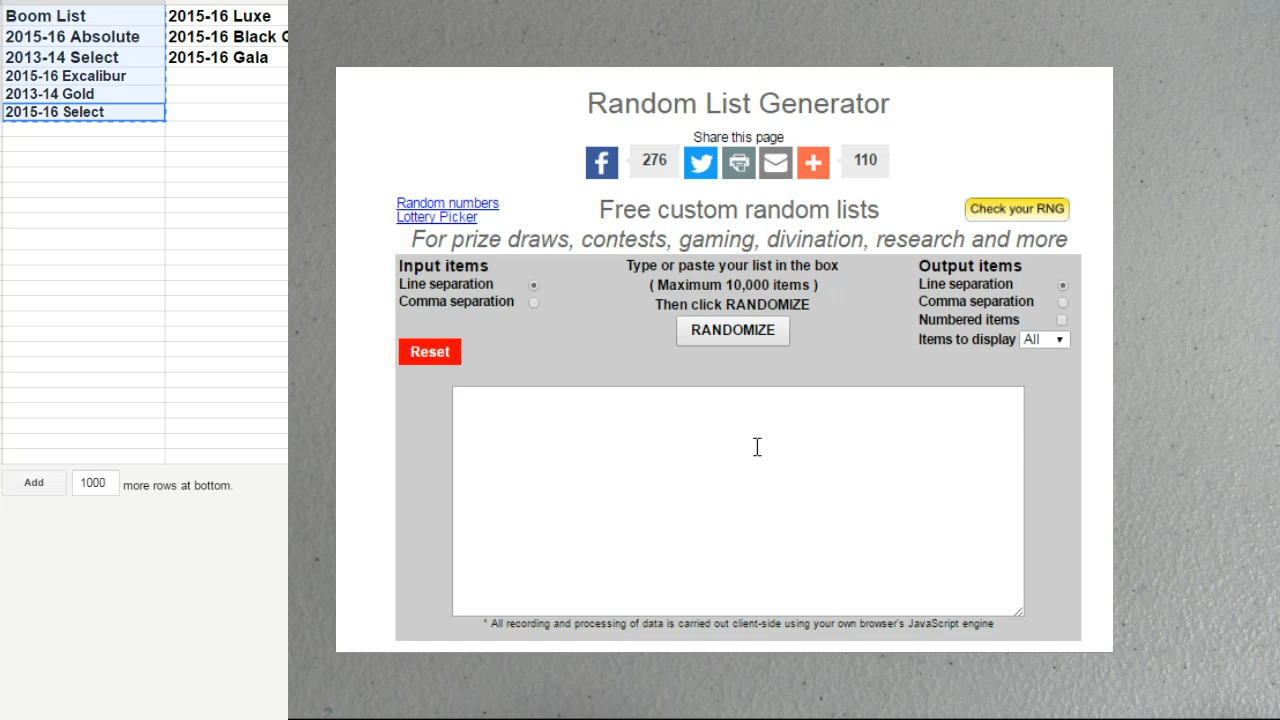 Boom List
2015-16 Absolute
2013-14 Select
2015-16 Excalibur
2013-14 Gold
2015-16 Select
2015-16 Luxe
2015-16 Black
2015-16 Gala
Add 1000 more rows at bottom.
Random List Generator
Share this page
276
110
Random numbers
Lottery Picker
Free custom random lists
Check your RNG
For prize draws, contests, gaming, divination, research and more
Input items
Line separation
Comma separation
Reset
Type or paste your list in the box
( Maximum 10,000 items )
Then click RANDOMIZE
RANDOMIZE
Output items
Line separation
Comma separation
Numbered items
Items to display All
* All recording and processing of data is carried out client-side using your own browser's JavaScript engine